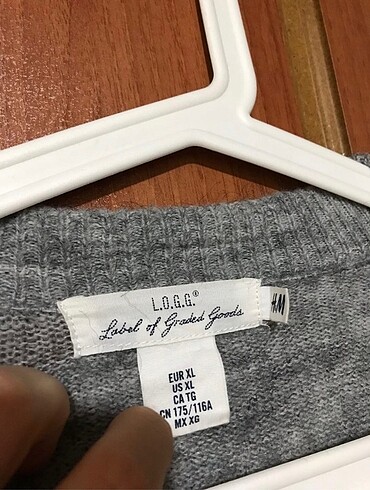 L.O.G.G.®
Label of Graded Goods
H&M
EUR XL
US XL
CA TG
CN 175/116A
MX XG